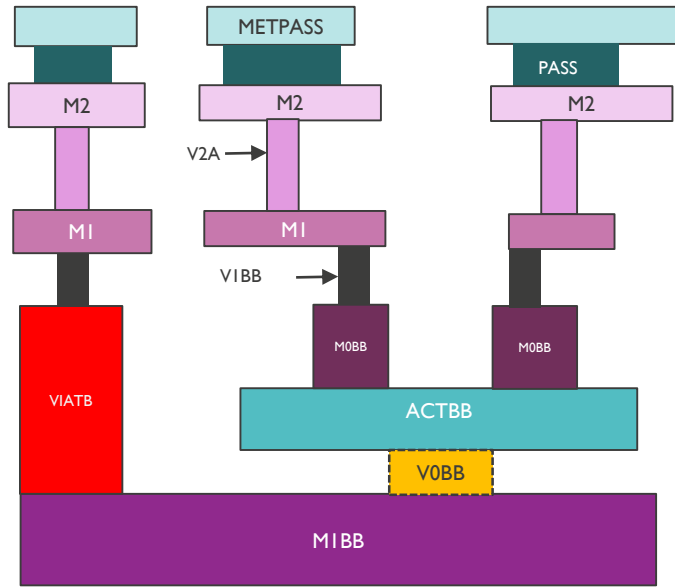 METPASS
PASS
M2
M2
M2
V2A
M1
M1
V1BB
M0BB
M0BB
VIATB
ACTBB
V0BB
M1BB